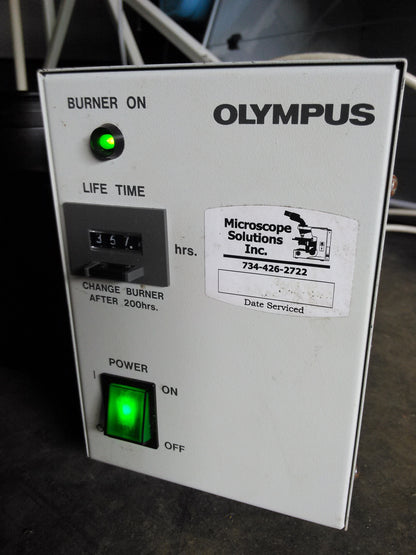 BURNER ON
OLYMPUS
LIFE TIME
hrs.
CHANGE BURNER
AFTER 200hrs.
Microscope
Solutions
Inc.
734-426-2722
Date Serviced
POWER
I ON
OFF